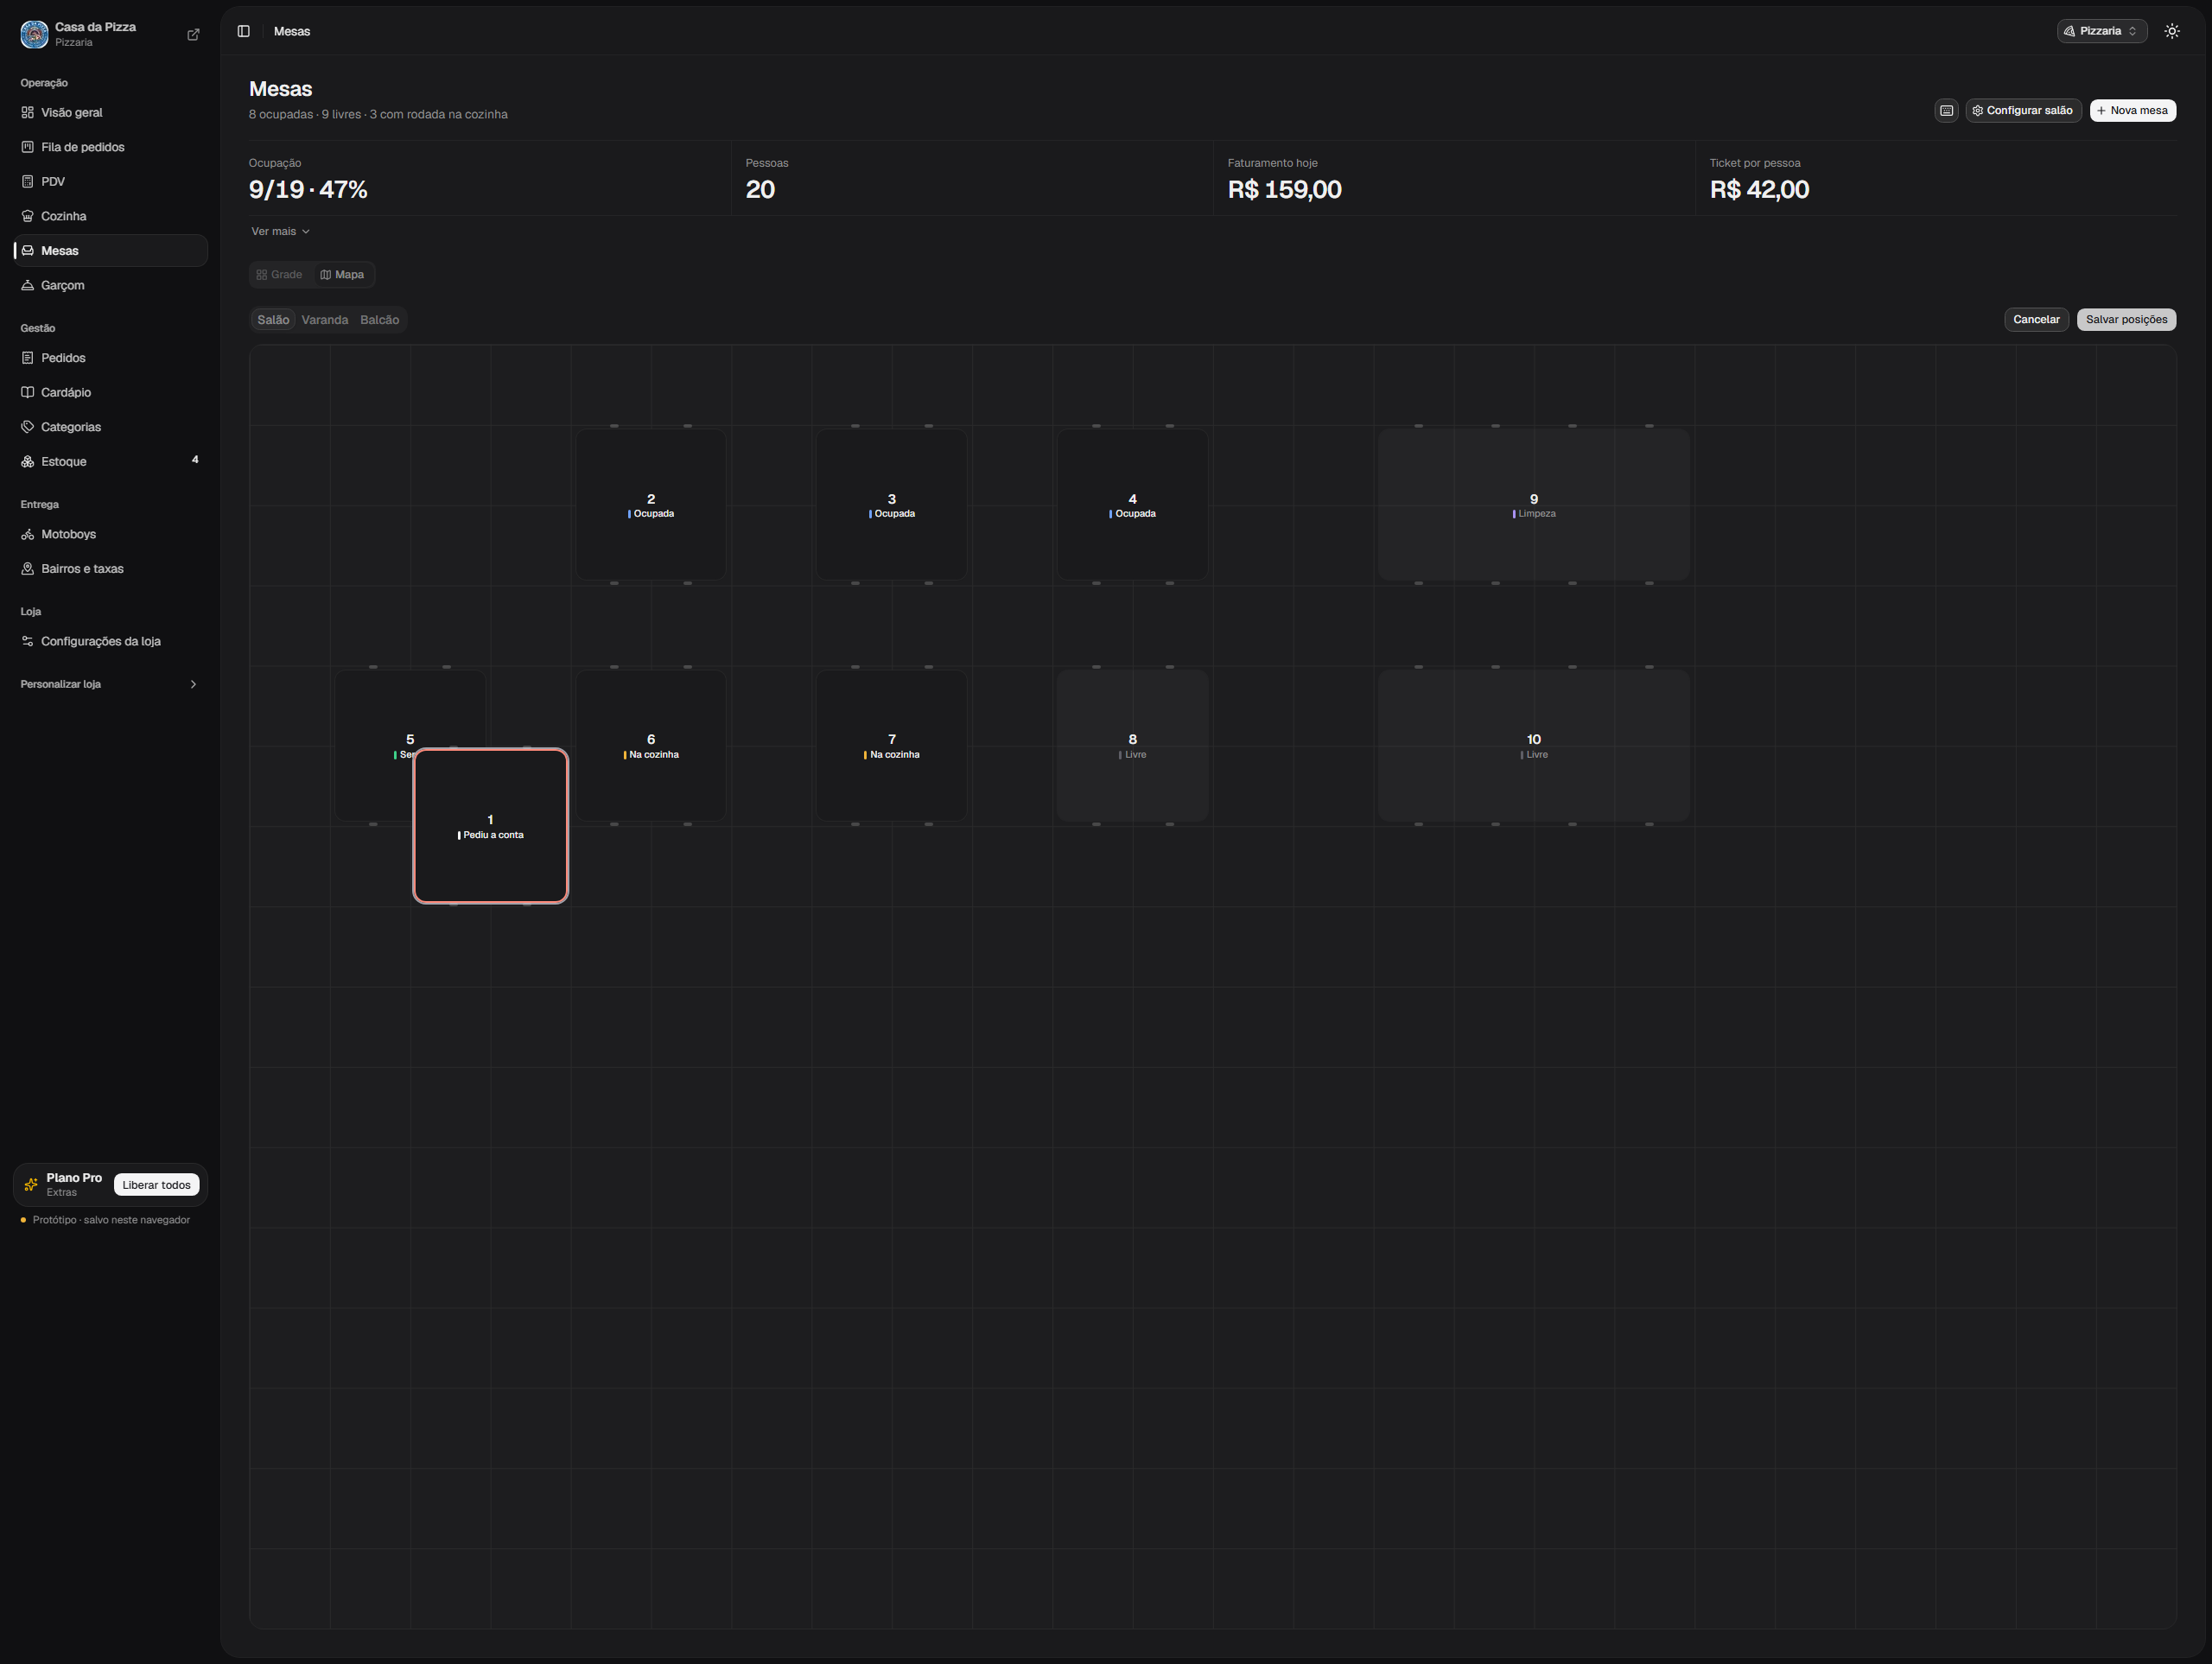 Casa da Pizza
Pizzaria
Operação
Visão geral
Fila de pedidos
PDV
Cozinha
Mesas
Garçom
Gestão
Pedidos
Cardápio
Categorias
Estoque 4
Entrega
Motoboys
Bairros e taxas
Loja
Configurações da loja
Personalizar loja
Plano Pro
Extras
Liberar todos
Protótipo · salvo neste navegador
Mesas
Pizzaria
Mesas
8 ocupadas · 9 livres · 3 com rodada na cozinha
Configurar salão
Nova mesa
Ocupação
9/19 · 47%
Pessoas
20
Faturamento hoje
R$ 159,00
Ticket por pessoa
R$ 42,00
Ver mais
Grade Mapa
Salão Varanda Balcão
Cancelar Salvar posições
2
Ocupada
3
Ocupada
4
Ocupada
9
Limpeza
5
6
Na cozinha
7
Na cozinha
8
Livre
10
Livre
1
Pediu a conta